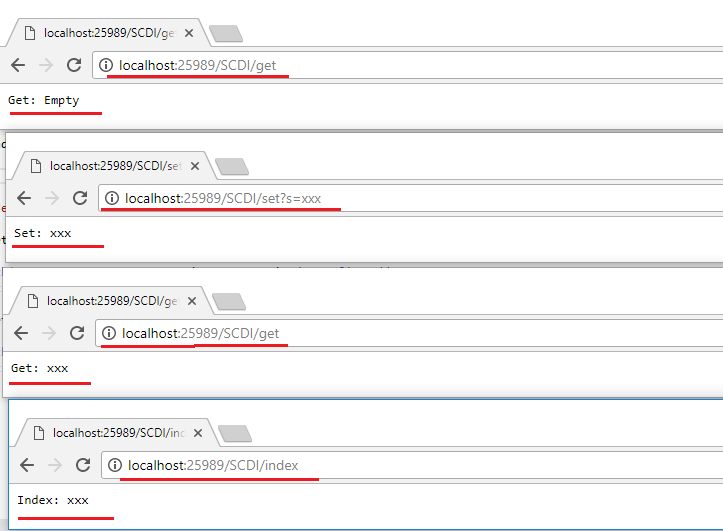 localhost:25989/SCDI/ge
localhost:25989/SCDI/get
Get: Empty
localhost:25989/SCDI/set
localhost:25989/SCDI/set?s=xxx
Set: xxx
localhost:25989/SCDI/ge
localhost:25989/SCDI/get
Get: xxx
localhost:25989/SCDI/ind
localhost:25989/SCDI/index
Index: xxx